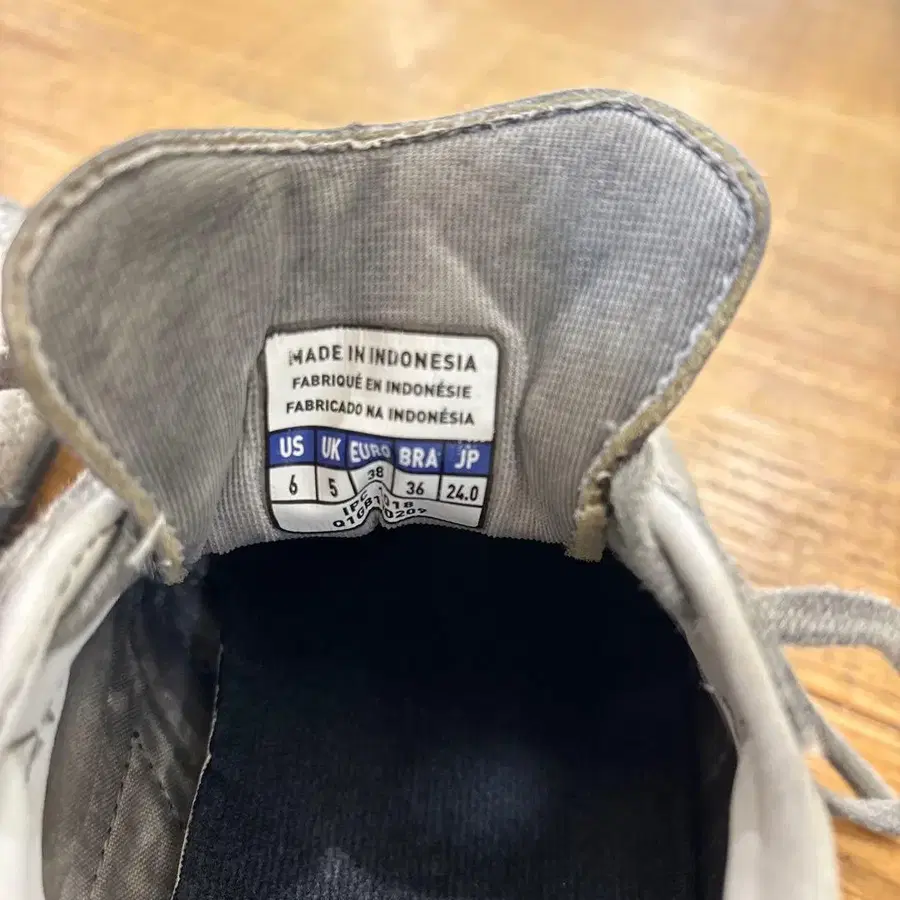 MADE IN INDONESIA
FABRIQUÉ EN INDONÉSIE
FABRICADO NA INDONÉSIA
US UK EURO BRA JP
6 5 38 36 24.0